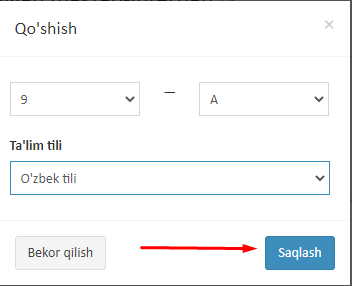 Qo'shish ×
9 — A
Ta'lim tili
O'zbek tili
Bekor qilish Saqlash